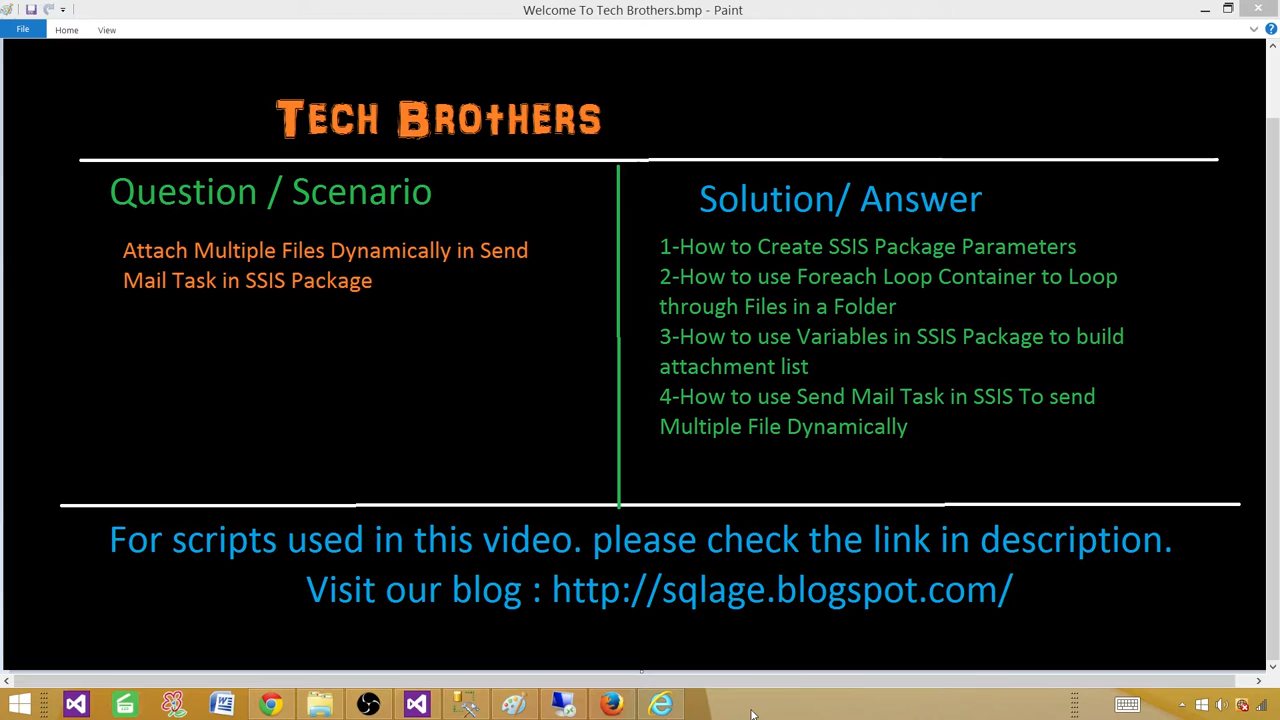 Welcome To Tech Brothers.bmp - Paint
File
Home
View
Tech Brothers
Question / Scenario
Attach Multiple Files Dynamically in Send
Mail Task in SSIS Package
Solution/ Answer
1-How to Create SSIS Package Parameters
2-How to use Foreach Loop Container to Loop
through Files in a Folder
3-How to use Variables in SSIS Package to build
attachment list
4-How to use Send Mail Task in SSIS To send
Multiple File Dynamically
For scripts used in this video. please check the link in description.
Visit our blog : http://sqlage.blogspot.com/